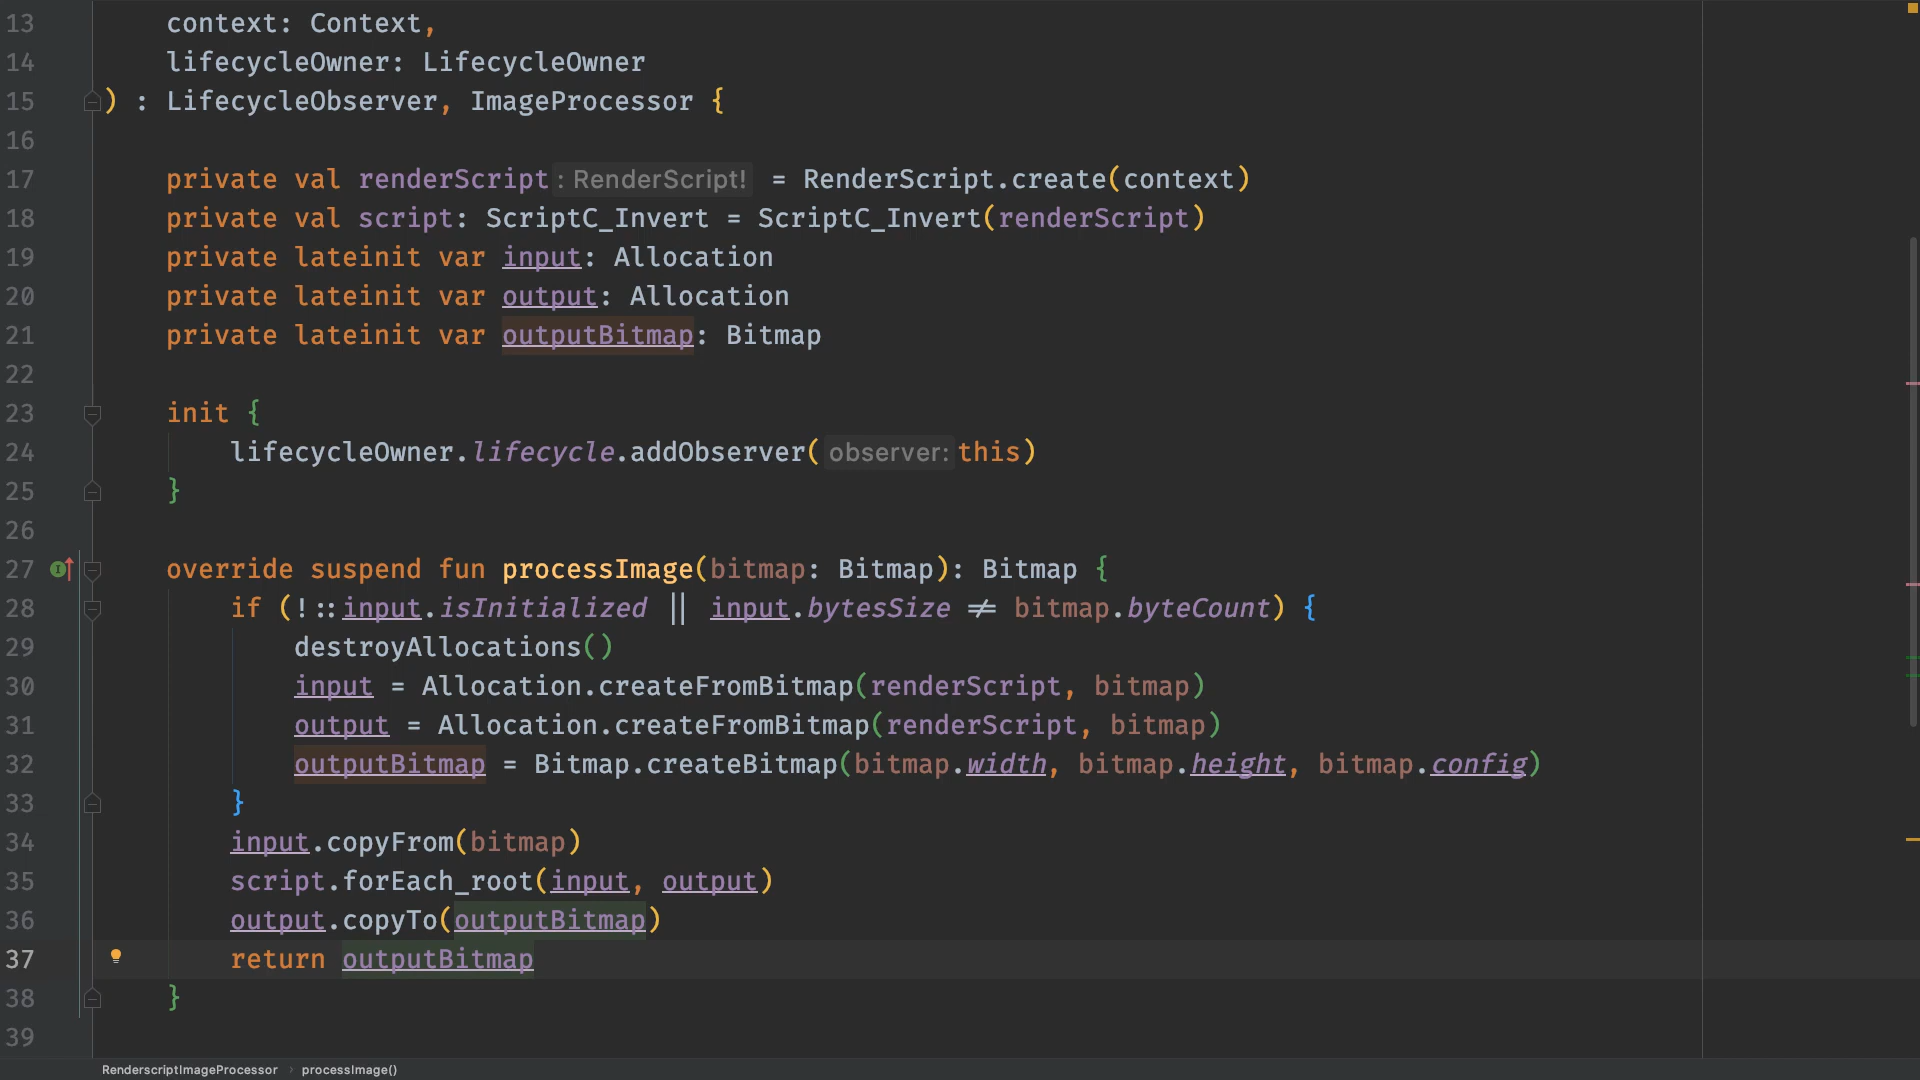 13 context: Context,
14 lifecycleOwner: LifecycleOwner
15 ) : LifecycleObserver, ImageProcessor {
16
17 private val renderScript: RenderScript! = RenderScript.create(context)
18 private val script: ScriptC_Invert = ScriptC_Invert(renderScript)
19 private lateinit var input: Allocation
20 private lateinit var output: Allocation
21 private lateinit var outputBitmap: Bitmap
22
23 init {
24 lifecycleOwner.lifecycle.addObserver( observer: this)
25 }
26
27 override suspend fun processImage(bitmap: Bitmap): Bitmap {
28 if (!::input.isInitialized || input.bytesSize ≠ bitmap.byteCount) {
29 destroyAllocations()
30 input = Allocation.createFromBitmap(renderScript, bitmap)
31 output = Allocation.createFromBitmap(renderScript, bitmap)
32 outputBitmap = Bitmap.createBitmap(bitmap.width, bitmap.height, bitmap.config)
33 }
34 input.copyFrom(bitmap)
35 script.forEach_root(input, output)
36 output.copyTo(outputBitmap)
37 return outputBitmap
38 }
39
RenderscriptImageProcessor › processImage()